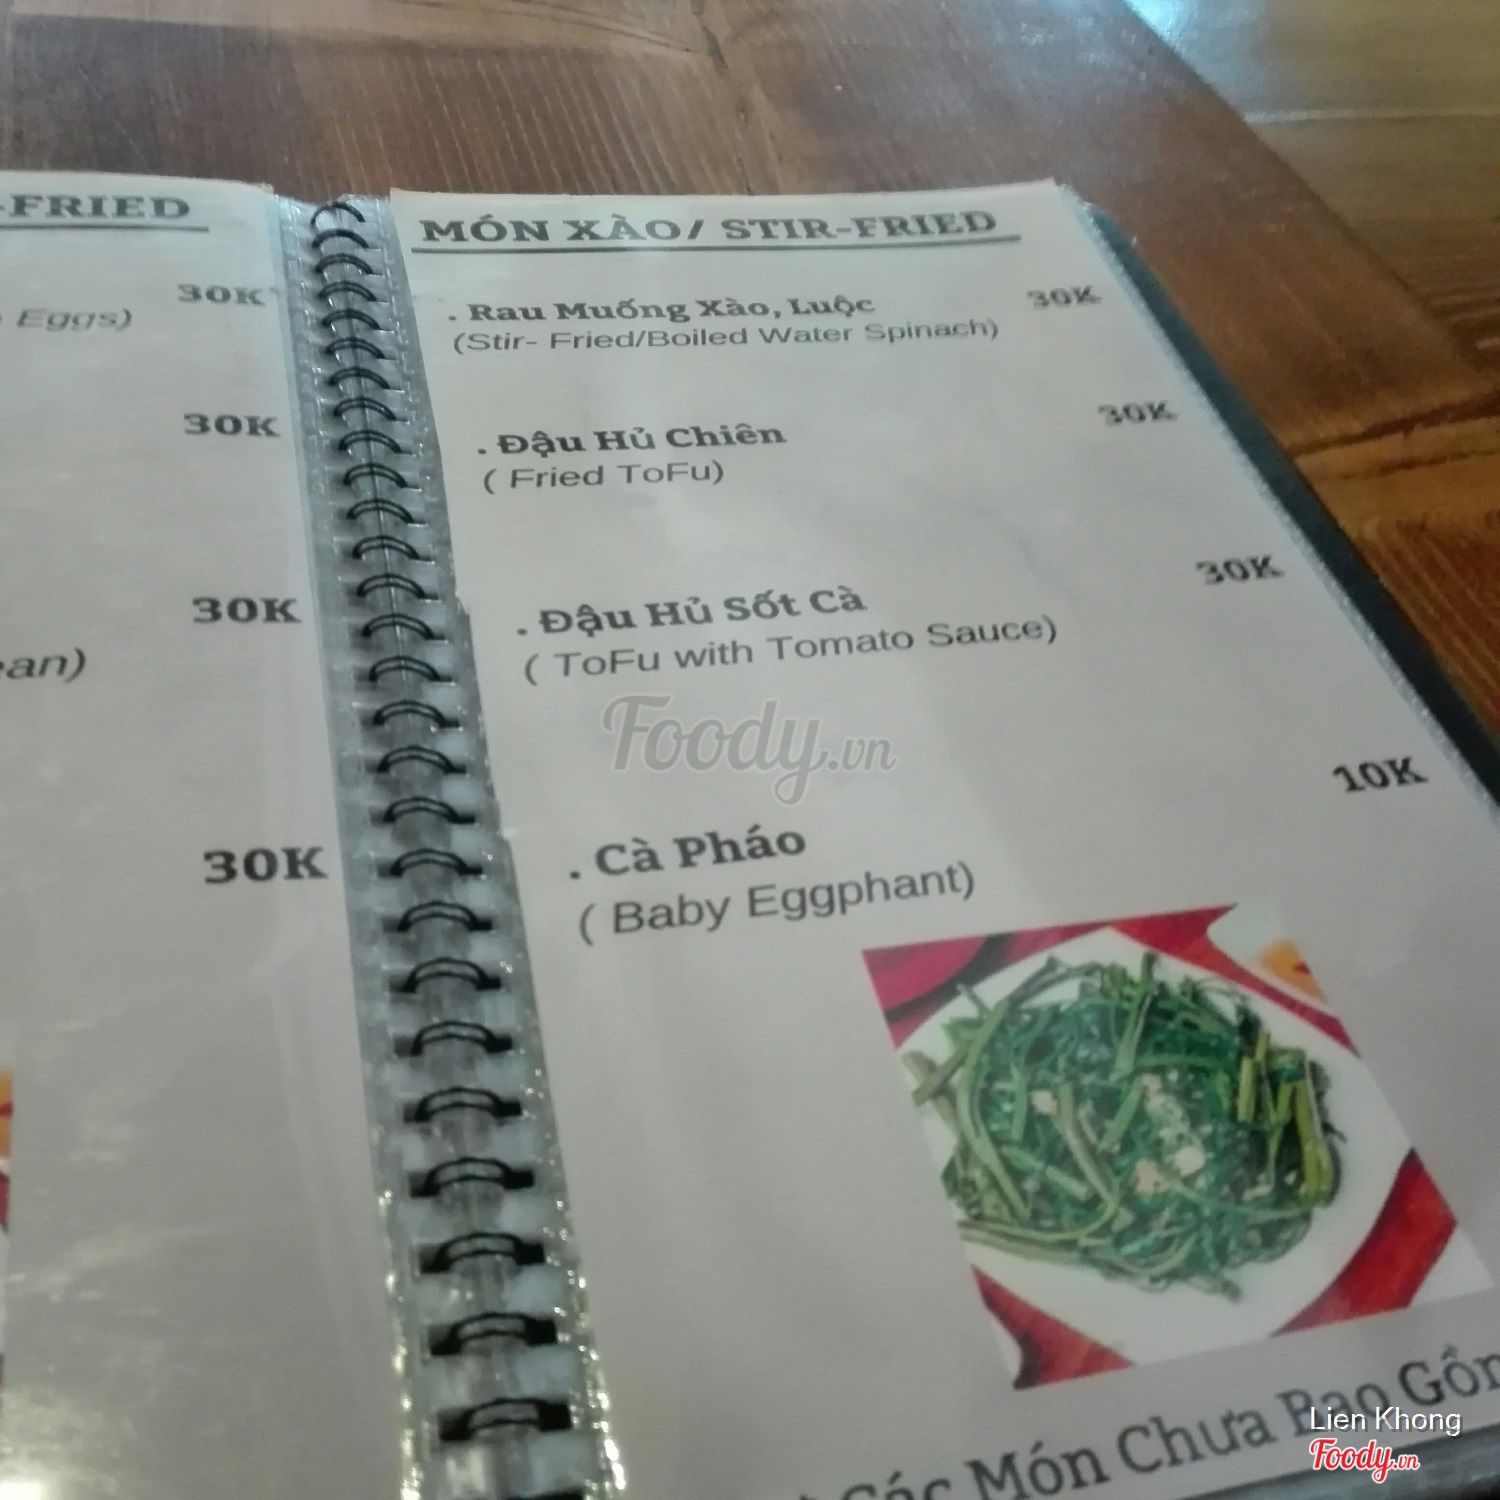 -FRIED
30K
Eggs)
30K
30K
ean)
30K
MÓN XÀO/ STIR-FRIED
. Rau Muống Xào, Luộc 30K
(Stir- Fried/Boiled Water Spinach)
. Đậu Hủ Chiên 30K
( Fried ToFu)
. Đậu Hủ Sốt Cà 30K
( ToFu with Tomato Sauce)
. Cà Pháo 10K
( Baby Eggphant)
Các Món Chưa Bao Gồm
Foody.vn
Lien Khong
Foody.vn